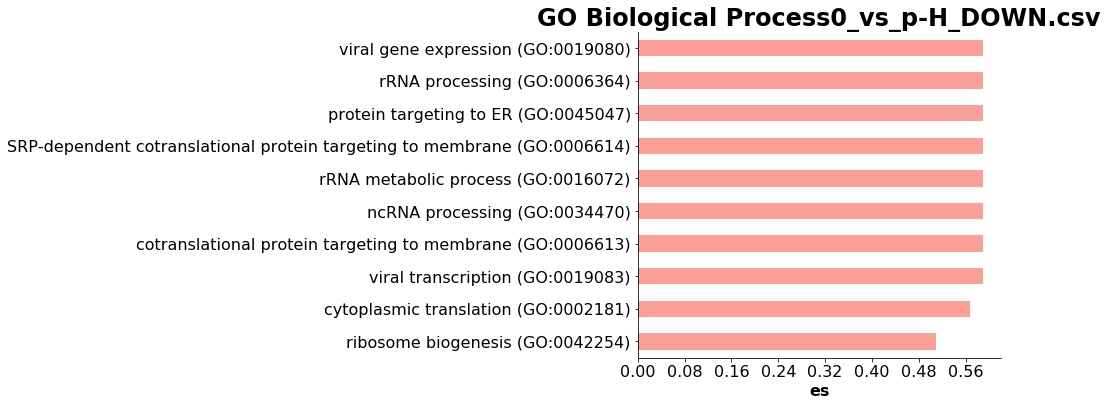 GO Biological Process0_vs_p-H_DOWN.csv
viral gene expression (GO:0019080)
rRNA processing (GO:0006364)
protein targeting to ER (GO:0045047)
SRP-dependent cotranslational protein targeting to membrane (GO:0006614)
rRNA metabolic process (GO:0016072)
ncRNA processing (GO:0034470)
cotranslational protein targeting to membrane (GO:0006613)
viral transcription (GO:0019083)
cytoplasmic translation (GO:0002181)
ribosome biogenesis (GO:0042254)
0.00 0.08 0.16 0.24 0.32 0.40 0.48 0.56
es